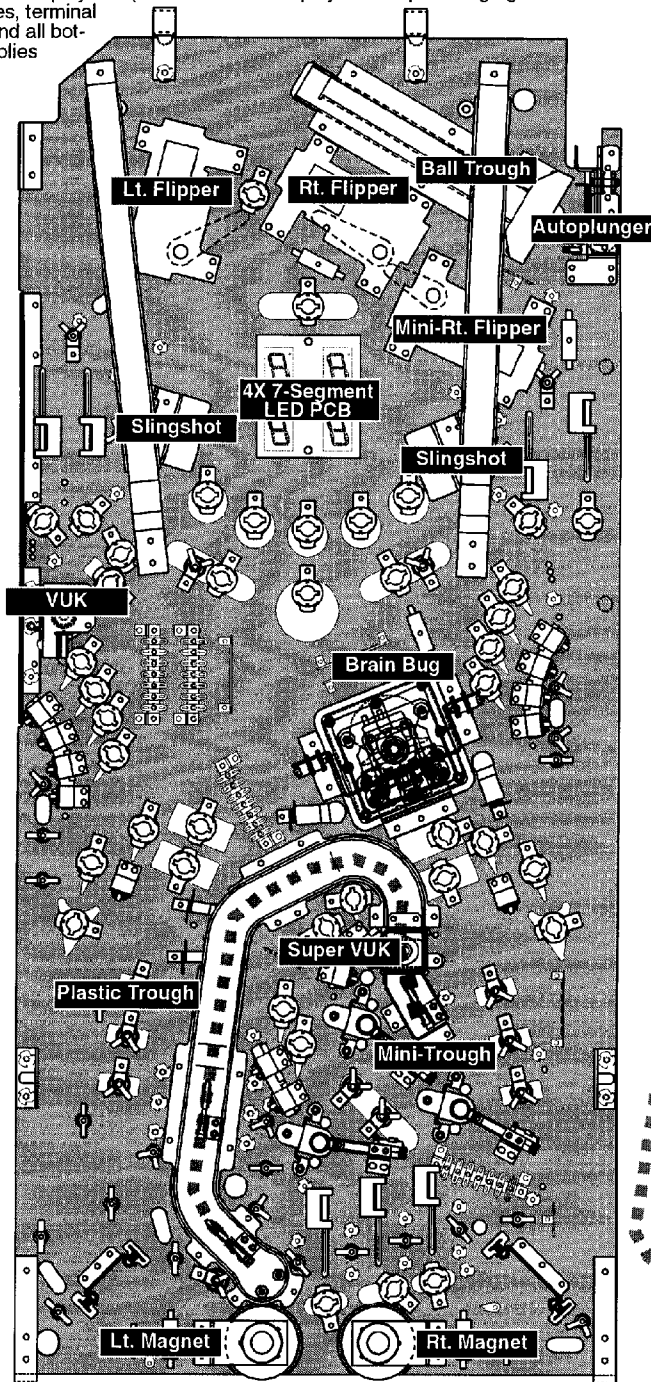 es, terminal
nd all bot-
plies
Ball Trough
Lt. Flipper
Rt. Flipper
Autoplunger
Mini-Rt. Flipper
4X 7-Segment
LED PCB
Slingshot
Slingshot
VUK
Brain Bug
Super VUK
Plastic Trough
Mini-Trough
Lt. Magnet
Rt. Magnet